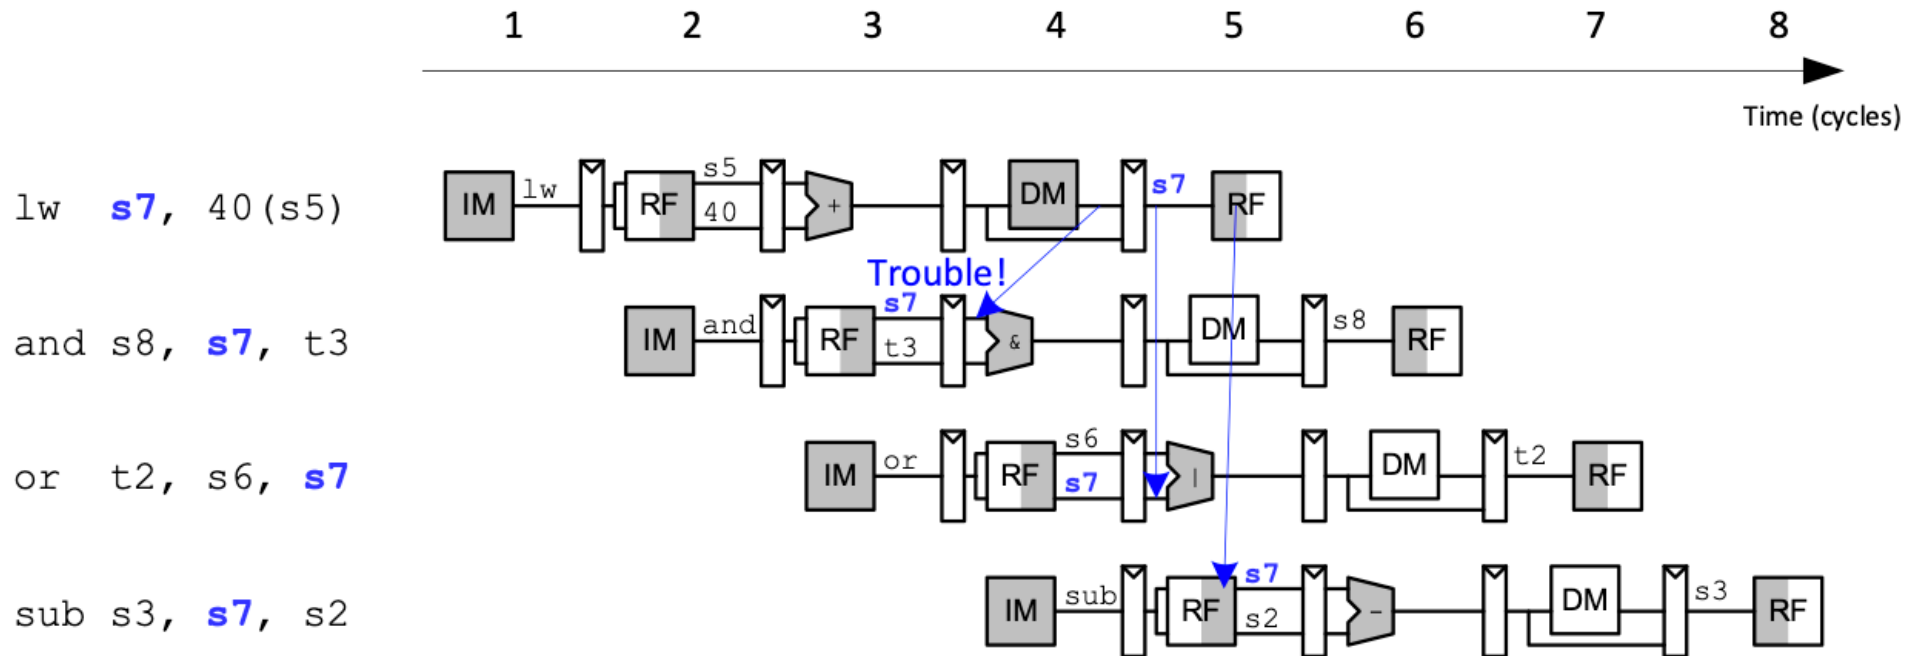 1 2 3 4 5 6 7 8
Time (cycles)
lw s7, 40(s5) IM lw RF s5 40 + DM s7 RF
Trouble!
and s8, s7, t3 IM and RF s7 t3 & DM s8 RF
or t2, s6, s7 IM or RF s6 s7 | DM t2 RF
sub s3, s7, s2 IM sub RF s7 s2 - DM s3 RF